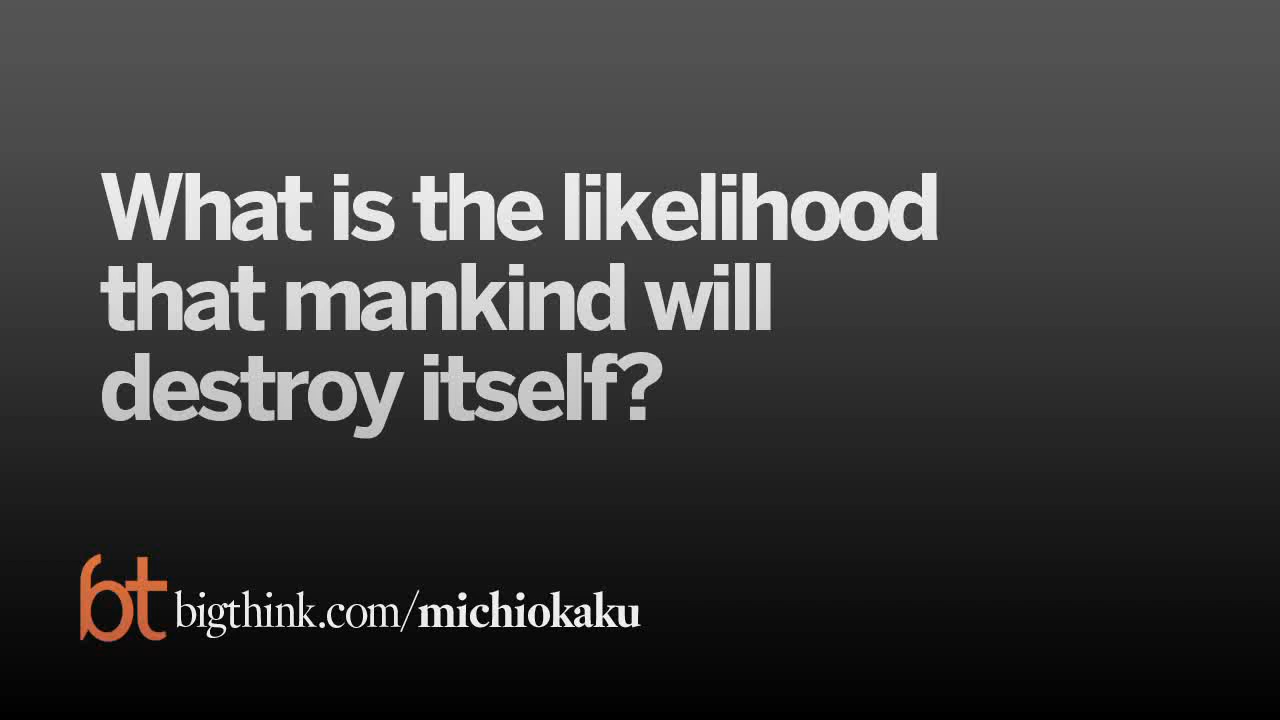 What is the likelihood
that mankind will
destroy itself?
bt bigthink.com/michiokaku